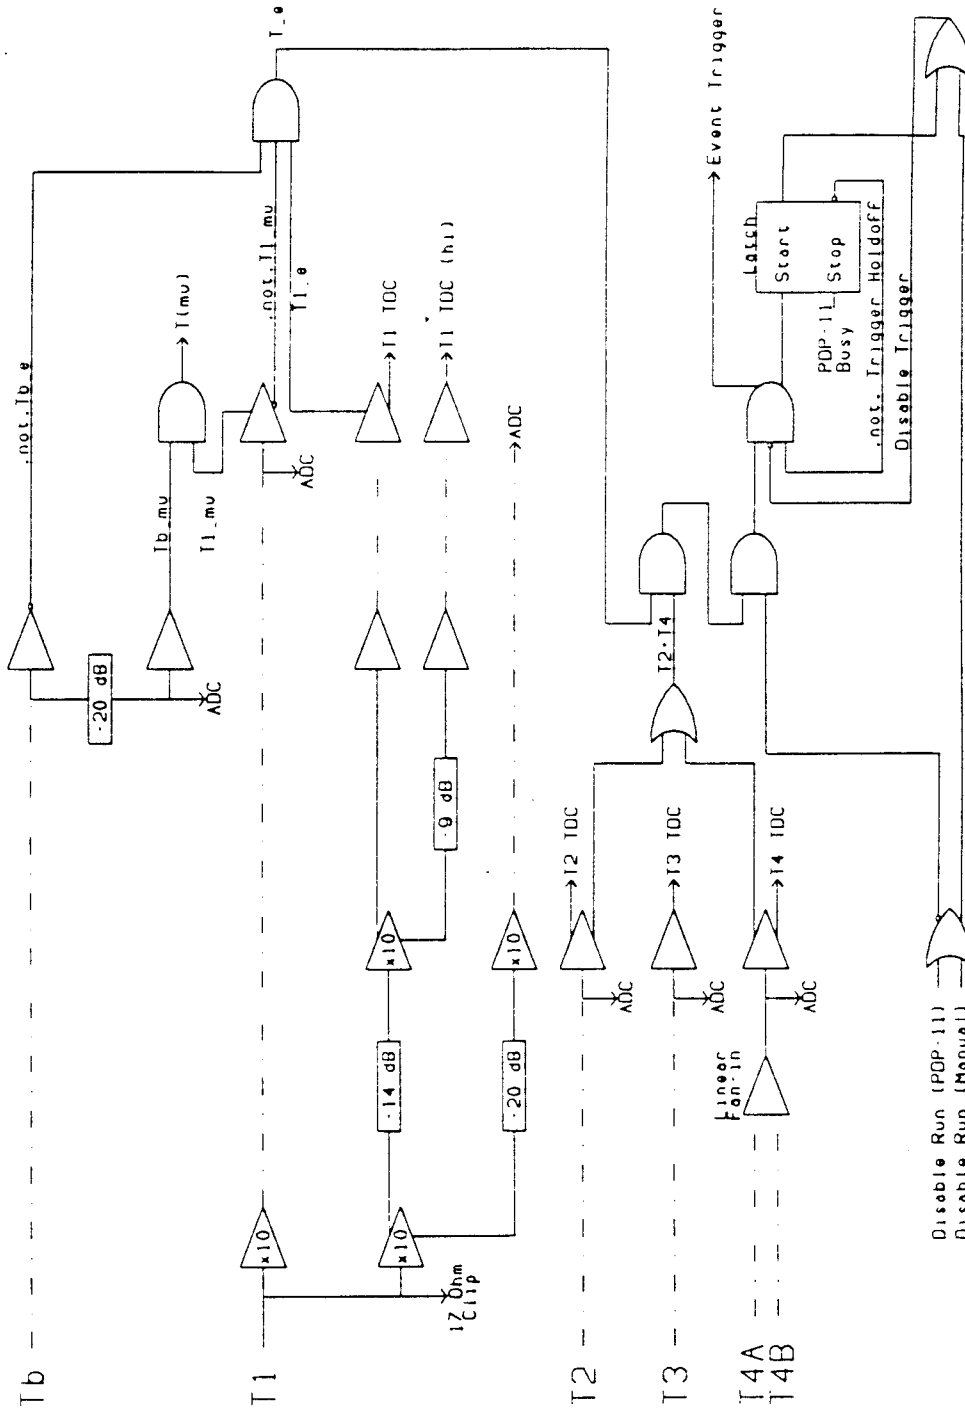 Tb
T1
T2
T3
T4A
T4B
-20 dB
ADC
.not.Tb_e
Tb_mu
T1_mu
T(mu)
T_e
.not.T1_mu
T1_e
ADC
T1 TDC
T1 TDC (hi)
ADC
x10
x10
17 Ohm
Clip
-14 dB
-20 dB
x10
x10
-9 dB
T2 TDC
ADC
T3 TDC
ADC
T4 TDC
ADC
Linear
Fan-in
T2+T4
Event Trigger
Latch
Start
Stop
PDP-11
Busy
.not. Trigger Holdoff
Disable Trigger
Disable Run (PDP-11)
Disable Run (Manual)